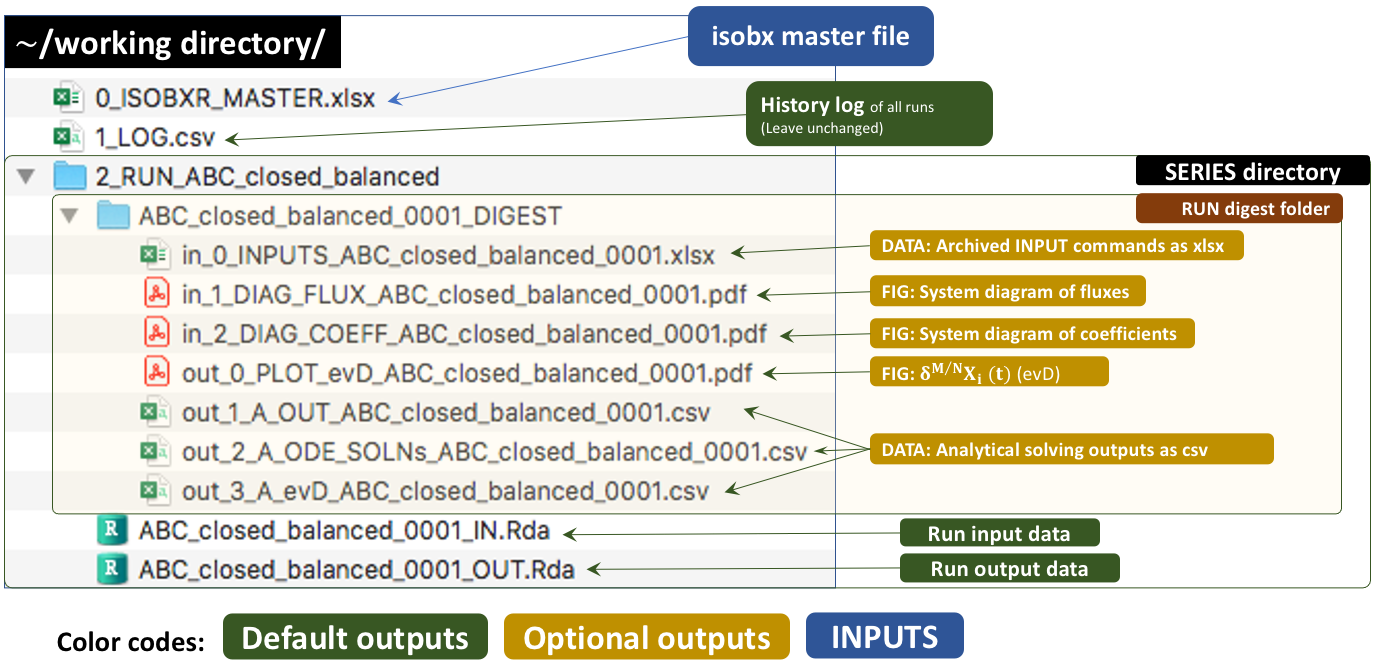 ~/working directory/
isobx master file
0_ISOBXR_MASTER.xlsx
History log of all runs
(Leave unchanged)
1_LOG.csv
2_RUN_ABC_closed_balanced
SERIES directory
ABC_closed_balanced_0001_DIGEST
RUN digest folder
in_0_INPUTS_ABC_closed_balanced_0001.xlsx
DATA: Archived INPUT commands as xlsx
in_1_DIAG_FLUX_ABC_closed_balanced_0001.pdf
FIG: System diagram of fluxes
in_2_DIAG_COEFF_ABC_closed_balanced_0001.pdf
FIG: System diagram of coefficients
out_0_PLOT_evD_ABC_closed_balanced_0001.pdf
FIG: δ^{M/N}X_i (t) (evD)
out_1_A_OUT_ABC_closed_balanced_0001.csv
out_2_A_ODE_SOLNs_ABC_closed_balanced_0001.csv
DATA: Analytical solving outputs as csv
out_3_A_evD_ABC_closed_balanced_0001.csv
ABC_closed_balanced_0001_IN.Rda
Run input data
ABC_closed_balanced_0001_OUT.Rda
Run output data
Color codes:
Default outputs
Optional outputs
INPUTS